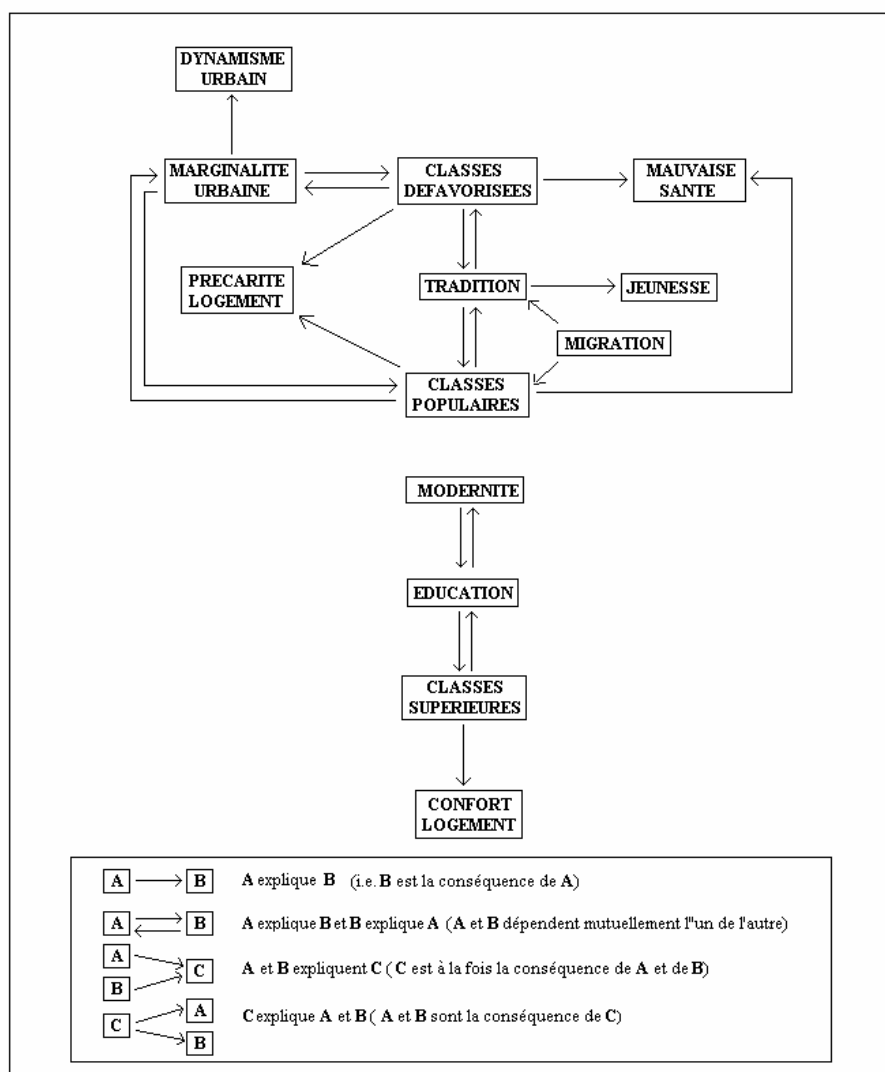 DYNAMISME
URBAIN
MARGINALITE
URBAINE
CLASSES
DEFAVORISEES
MAUVAISE
SANTE
PRECARITE
LOGEMENT
TRADITION
JEUNESSE
MIGRATION
CLASSES
POPULAIRES
MODERNITE
EDUCATION
CLASSES
SUPERIEURES
CONFORT
LOGEMENT
A B A explique B (i.e. B est la conséquence de A)
A B A explique B et B explique A (A et B dépendent mutuellement l"un de l'autre)
A
C A et B expliquent C ( C est à la fois la conséquence de A et de B)
B
A
C C explique A et B ( A et B sont la conséquence de C)
B